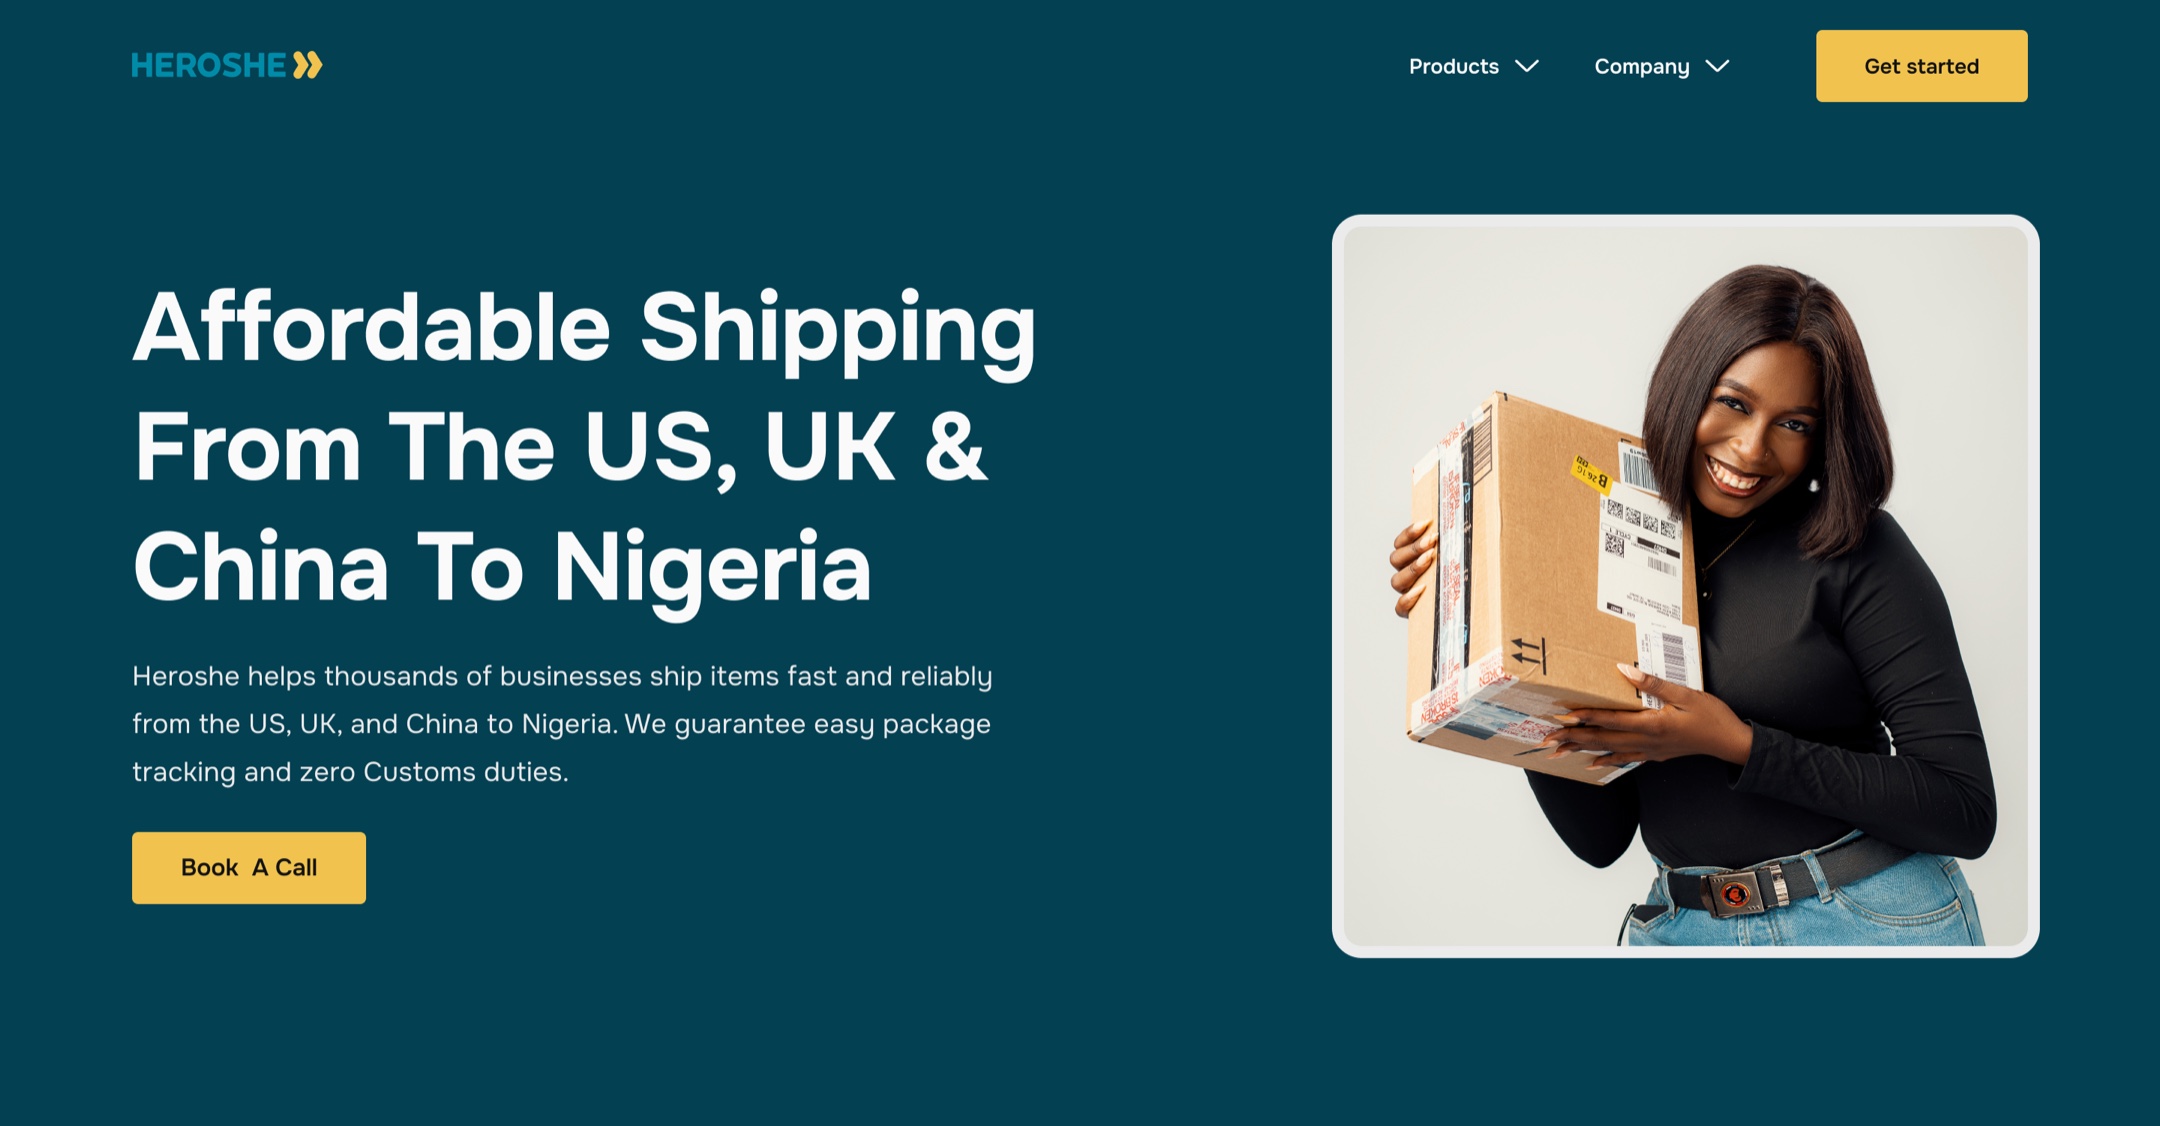 HEROSHE
Products
Company
Get started
Affordable Shipping
From The US, UK &
China To Nigeria
Heroshe helps thousands of businesses ship items fast and reliably
from the US, UK, and China to Nigeria. We guarantee easy package
tracking and zero Customs duties.
Book A Call
CYCLE 1
B